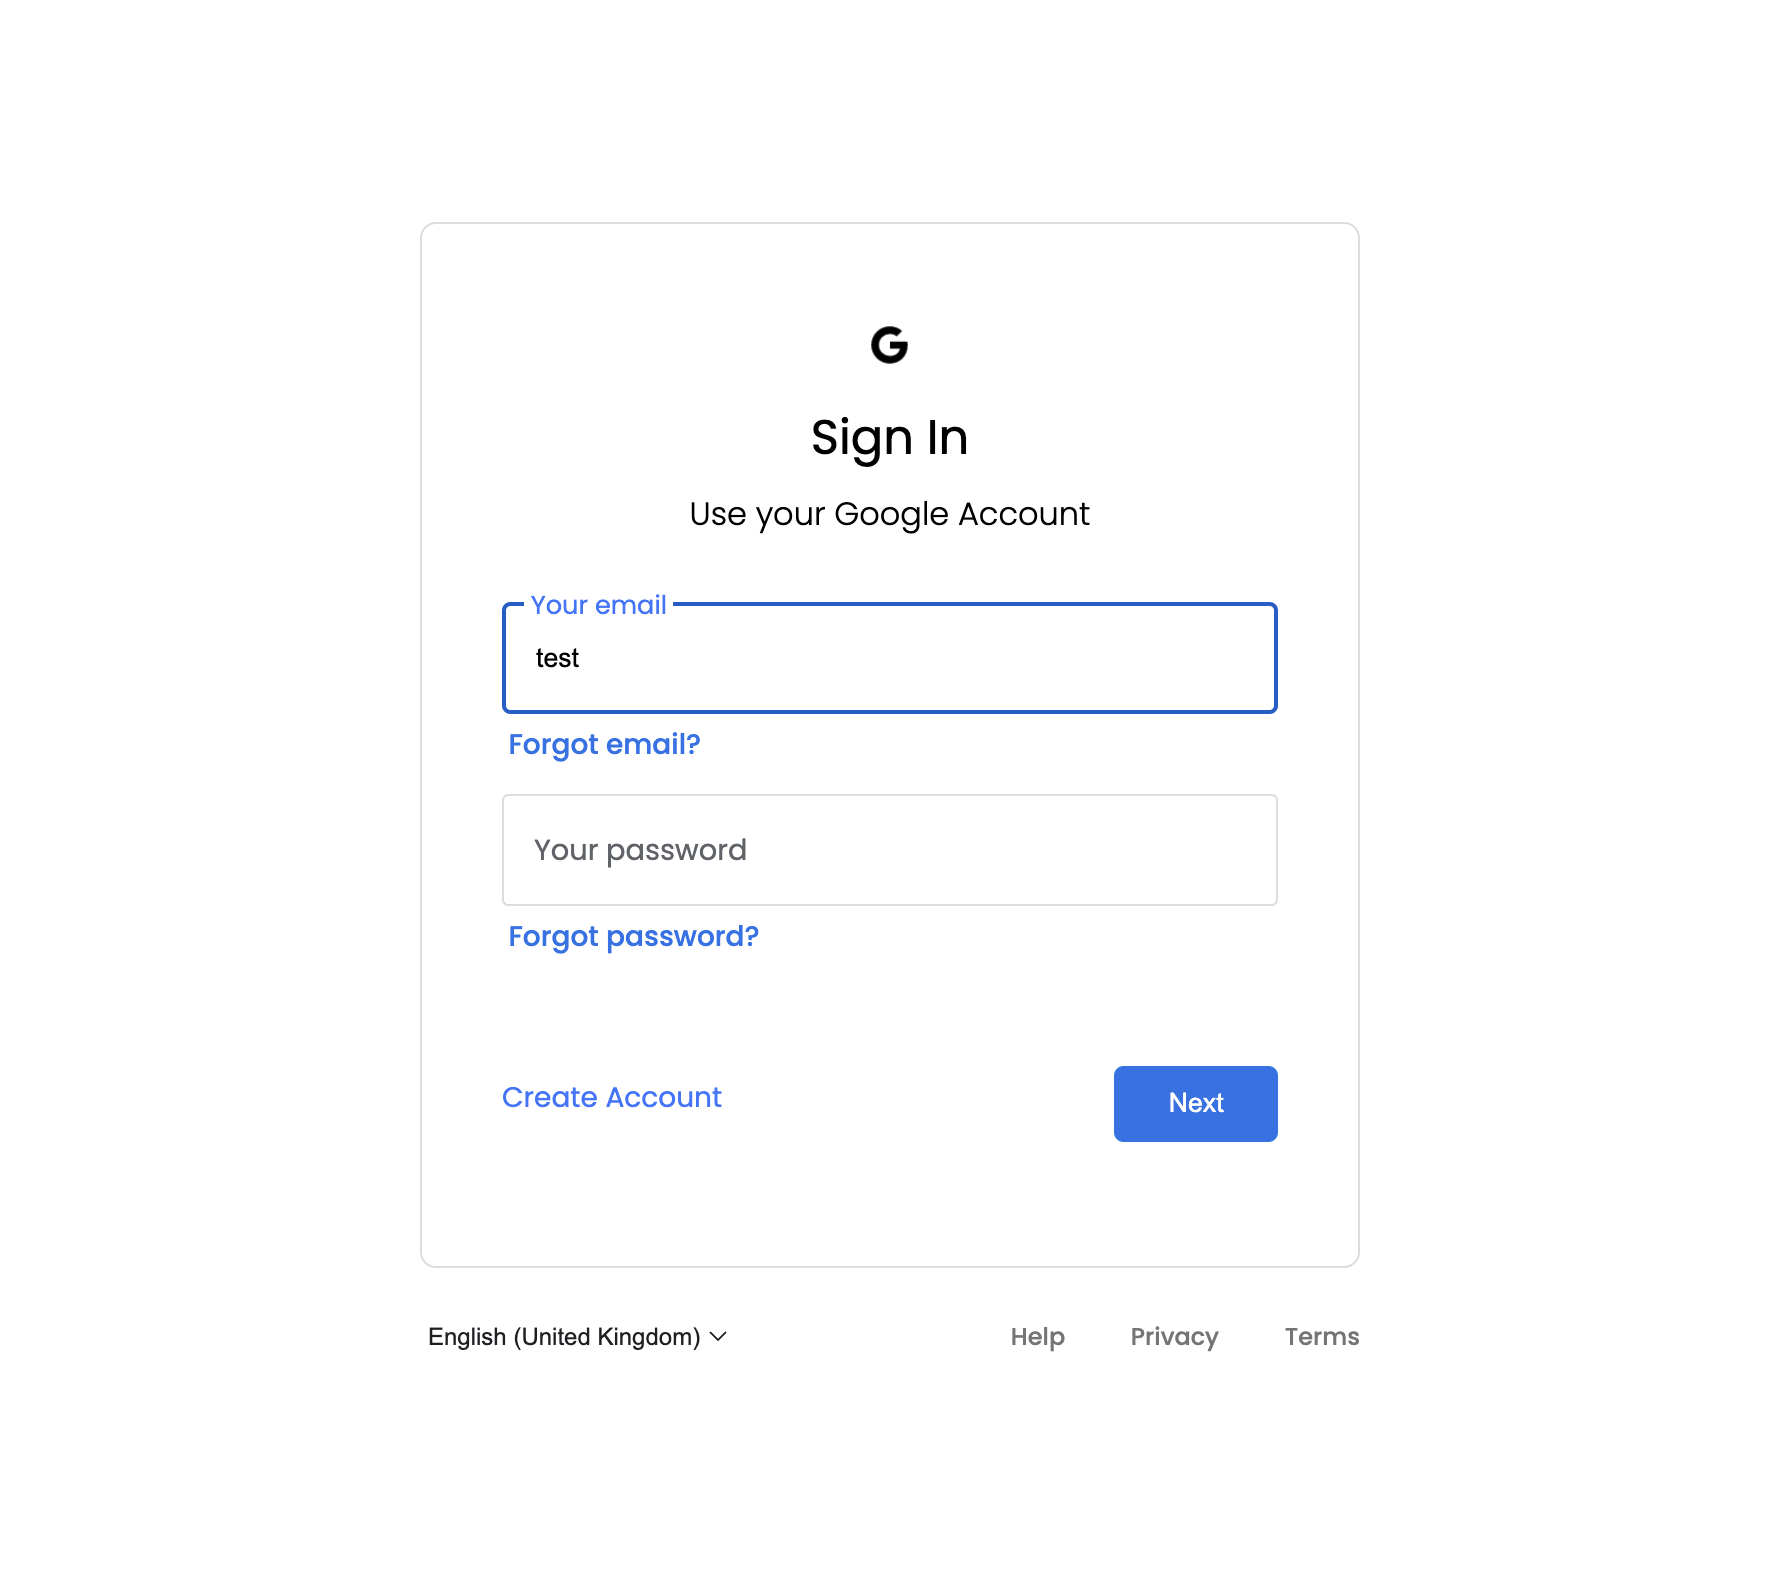 G
Sign In
Use your Google Account
Your email
test
Forgot email?
Your password
Forgot password?
Create Account
Next
English (United Kingdom)
Help Privacy Terms